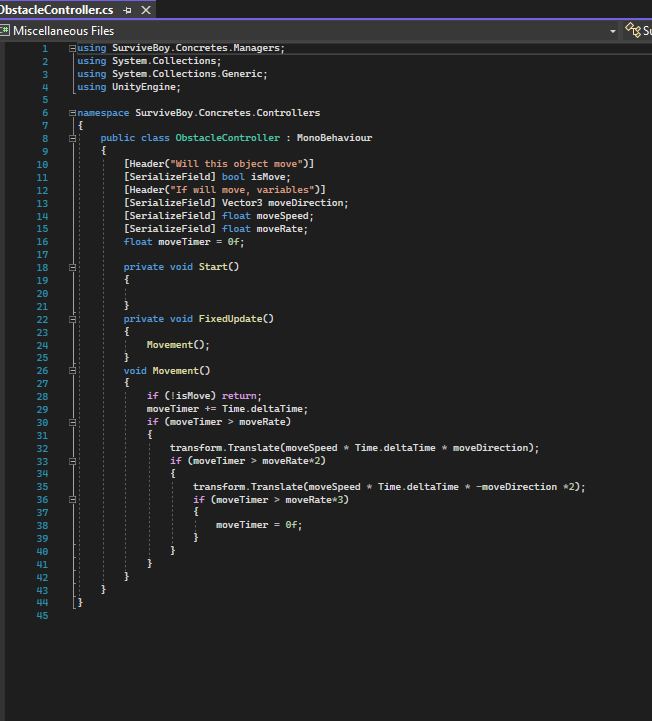 ObstacleController.cs
C# Miscellaneous Files
1 using SurviveBoy.Concretes.Managers;
2 using System.Collections;
3 using System.Collections.Generic;
4 using UnityEngine;
5
6 namespace SurviveBoy.Concretes.Controllers
7 {
8 public class ObstacleController : MonoBehaviour
9 {
10 [Header("Will this object move")]
11 [SerializeField] bool isMove;
12 [Header("If will move, variables")]
13 [SerializeField] Vector3 moveDirection;
14 [SerializeField] float moveSpeed;
15 [SerializeField] float moveRate;
16 float moveTimer = 0f;
17
18 private void Start()
19 {
20
21 }
22 private void FixedUpdate()
23 {
24 Movement();
25 }
26 void Movement()
27 {
28 if (!isMove) return;
29 moveTimer += Time.deltaTime;
30 if (moveTimer > moveRate)
31 {
32 transform.Translate(moveSpeed * Time.deltaTime * moveDirection);
33 if (moveTimer > moveRate*2)
34 {
35 transform.Translate(moveSpeed * Time.deltaTime * -moveDirection *2);
36 if (moveTimer > moveRate*3)
37 {
38 moveTimer = 0f;
39 }
40 }
41 }
42 }
43 }
44 }
45